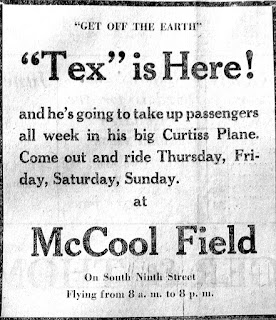 "GET OFF THE EARTH"
"Tex" is Here!
and he's going to take up passengers
all week in his big Curtiss Plane.
Come out and ride Thursday, Fri-
day, Saturday, Sunday.
at
McCool Field
On South Ninth Street
Flying from 8 a. m. to 8 p. m.